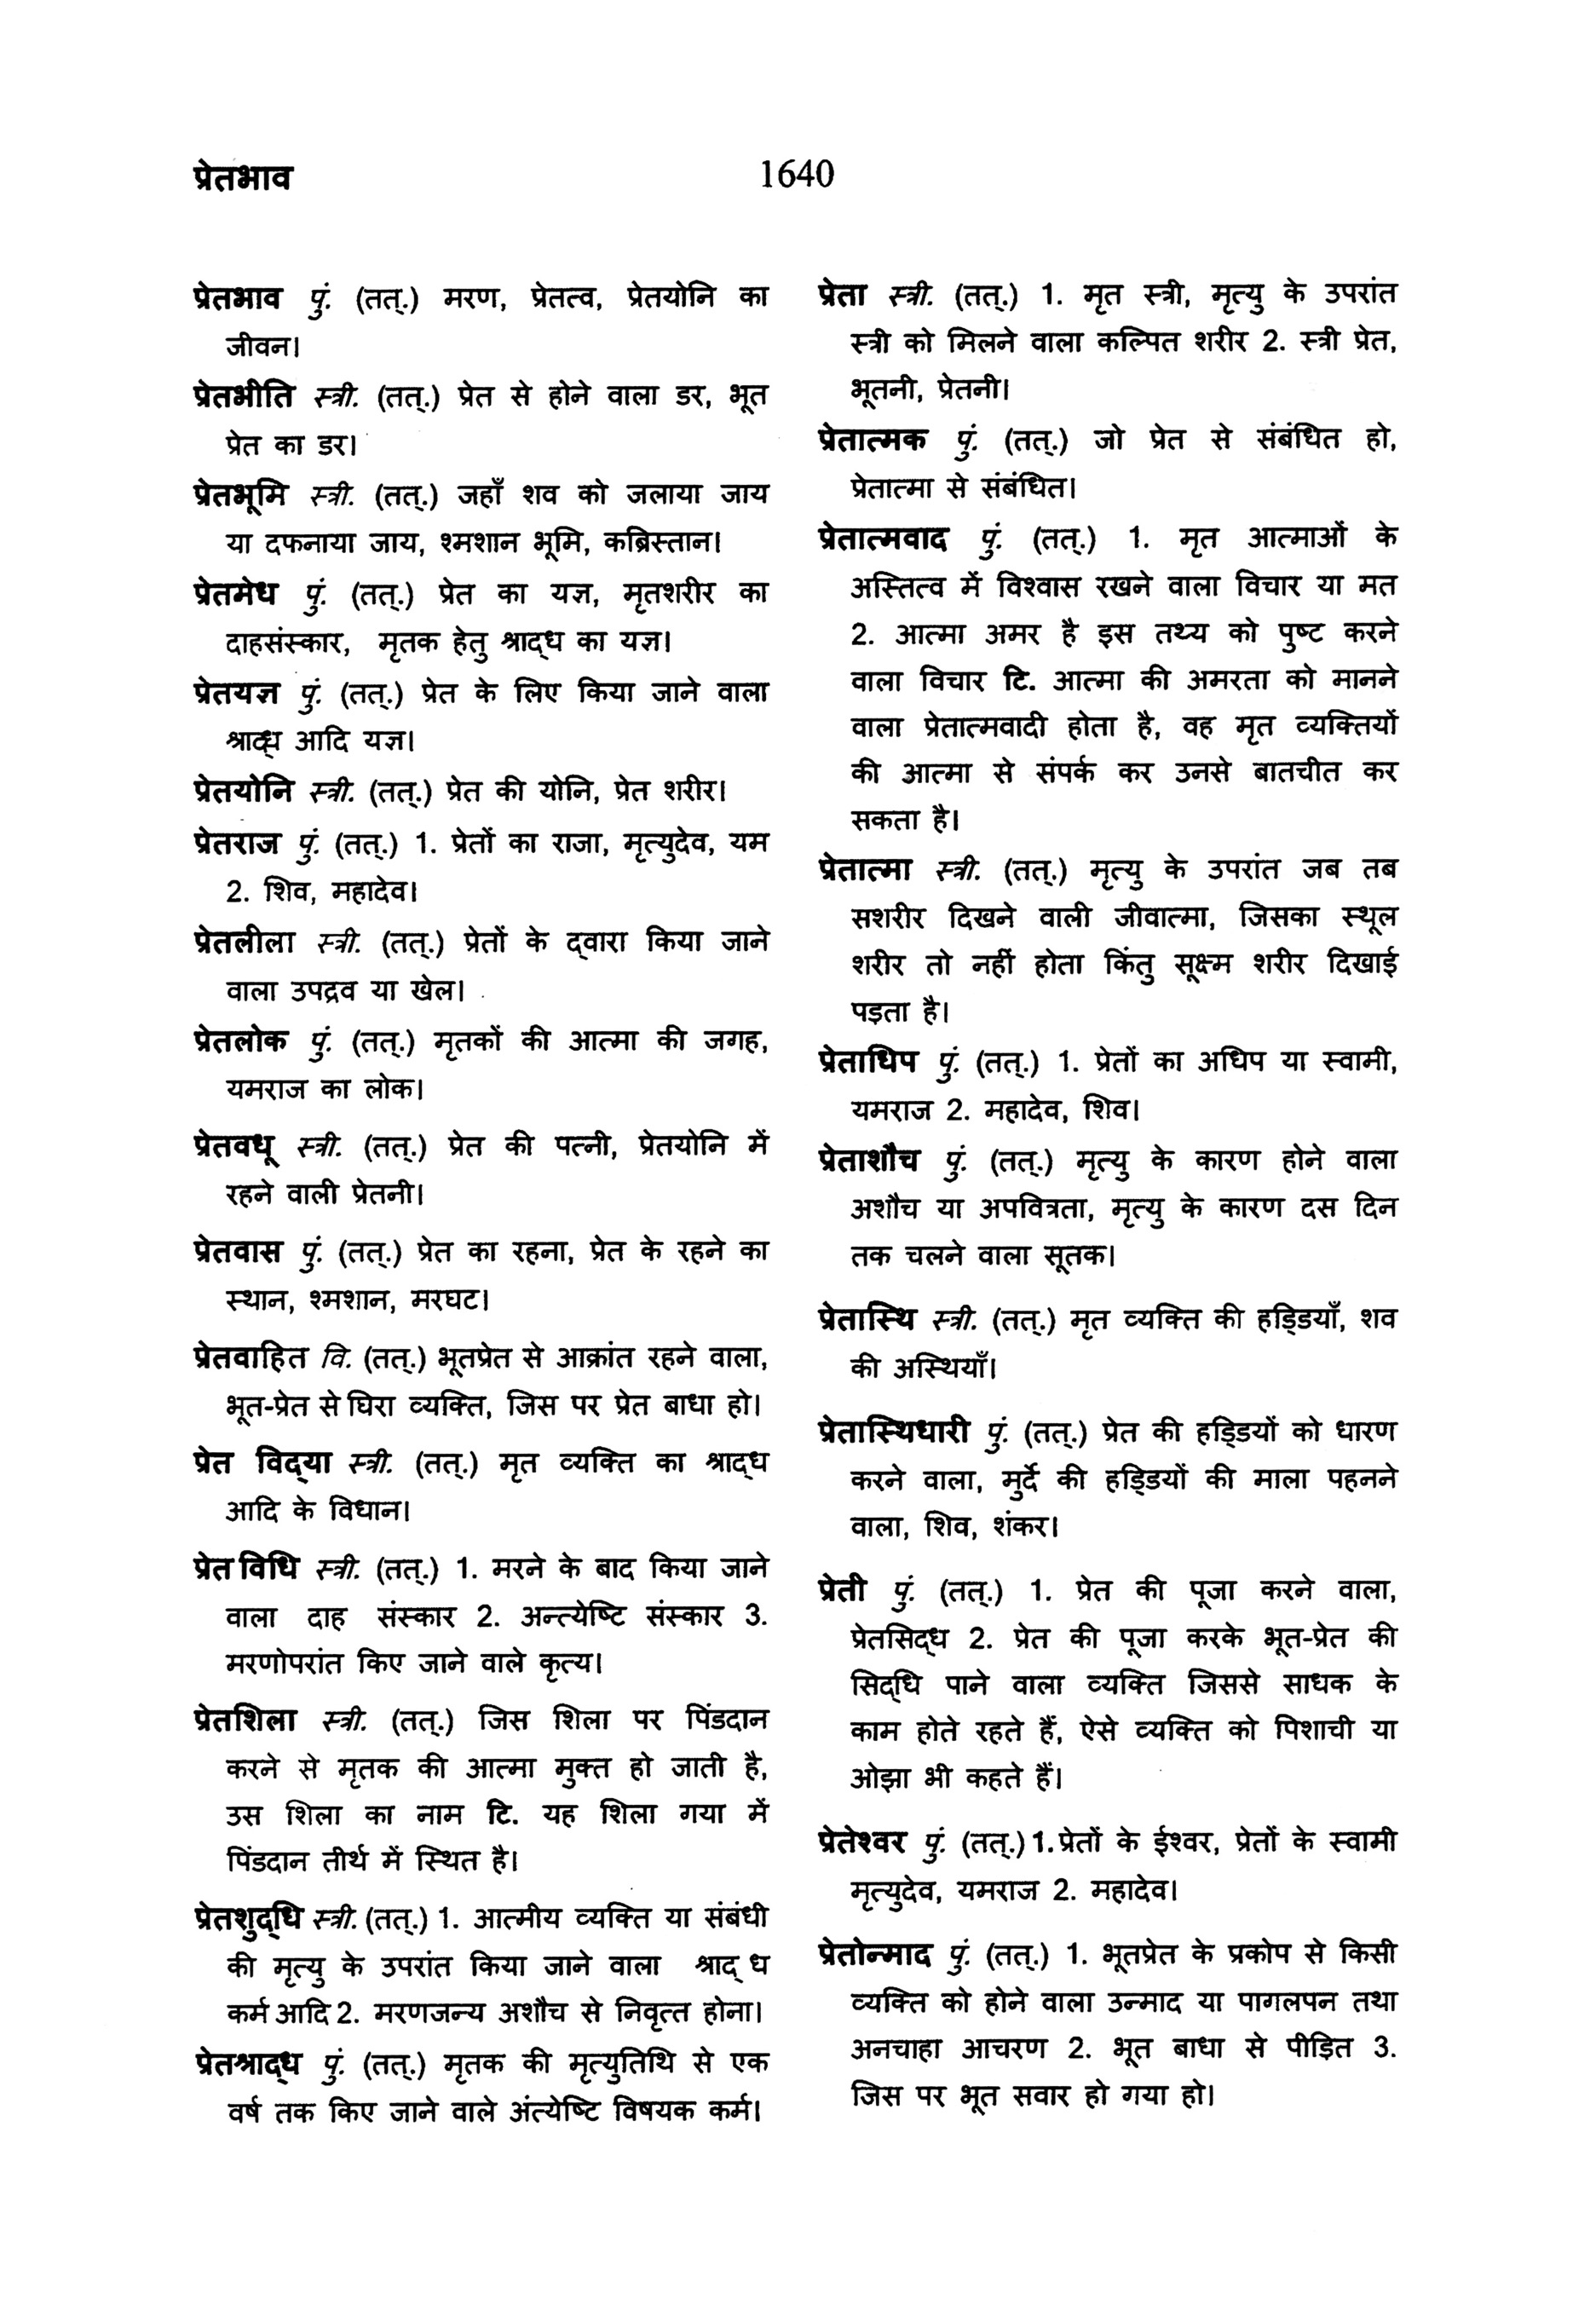 प्रेतभाव
1640
प्रेतभाव पुं. (तत्.) मरण, प्रेतत्व, प्रेतयोनि का
जीवन।
प्रेतभीति स्त्री. (तत्.) प्रेत से होने वाला डर, भूत
प्रेत का डर।
प्रेतभूमि स्त्री. (तत्.) जहाँ शव को जलाया जाय
या दफनाया जाय, श्मशान भूमि, कब्रिस्तान।
प्रेतमेध पुं. (तत्.) प्रेत का यज्ञ, मृतशरीर का
दाहसंस्कार, मृतक हेतु श्राद्ध का यज्ञ।
प्रेतयज्ञ पुं. (तत्.) प्रेत के लिए किया जाने वाला
श्राद्ध आदि यज्ञ।
प्रेतयोनि स्त्री. (तत्.) प्रेत की योनि, प्रेत शरीर।
प्रेतराज पुं. (तत्.) 1. प्रेतों का राजा, मृत्युदेव, यम
2. शिव, महादेव।
प्रेतलीला स्त्री. (तत्.) प्रेतों के द्वारा किया जाने
वाला उपद्रव या खेल।
प्रेतलोक पुं. (तत्.) मृतकों की आत्मा की जगह,
यमराज का लोक।
प्रेतवधू स्त्री. (तत्.) प्रेत की पत्नी, प्रेतयोनि में
रहने वाली प्रेतनी।
प्रेतवास पुं. (तत्.) प्रेत का रहना, प्रेत के रहने का
स्थान, श्मशान, मरघट।
प्रेतवाहित वि. (तत्.) भूतप्रेत से आक्रांत रहने वाला,
भूत-प्रेत से घिरा व्यक्ति, जिस पर प्रेत बाधा हो।
प्रेत विद्या स्त्री. (तत्.) मृत व्यक्ति का श्राद्ध
आदि के विधान।
प्रेत विधि स्त्री. (तत्.) 1. मरने के बाद किया जाने
वाला दाह संस्कार 2. अन्त्येष्टि संस्कार 3.
मरणोपरांत किए जाने वाले कृत्य।
प्रेतशिला स्त्री. (तत्.) जिस शिला पर पिंडदान
करने से मृतक की आत्मा मुक्त हो जाती है,
उस शिला का नाम टि. यह शिला गया में
पिंडदान तीर्थ में स्थित है।
प्रेतशुद्धि स्त्री. (तत्.) 1. आत्मीय व्यक्ति या संबंधी
की मृत्यु के उपरांत किया जाने वाला श्राद् ध
कर्म आदि 2. मरणजन्य अशौच से निवृत्त होना।
प्रेतश्राद्ध पुं. (तत्.) मृतक की मृत्युतिथि से एक
वर्ष तक किए जाने वाले अंत्येष्टि विषयक कर्म।
प्रेता स्त्री. (तत्.) 1. मृत स्त्री, मृत्यु के उपरांत
स्त्री को मिलने वाला कल्पित शरीर 2. स्त्री प्रेत,
भूतनी, प्रेतनी।
प्रेतात्मक पुं. (तत्.) जो प्रेत से संबंधित हो,
प्रेतात्मा से संबंधित।
प्रेतात्मवाद पुं. (तत्.) 1. मृत आत्माओं के
अस्तित्व में विश्वास रखने वाला विचार या मत
2. आत्मा अमर है इस तथ्य को पुष्ट करने
वाला विचार टि. आत्मा की अमरता को मानने
वाला प्रेतात्मवादी होता है, वह मृत व्यक्तियों
की आत्मा से संपर्क कर उनसे बातचीत कर
सकता है।
प्रेतात्मा स्त्री. (तत्.) मृत्यु के उपरांत जब तब
सशरीर दिखने वाली जीवात्मा, जिसका स्थूल
शरीर तो नहीं होता किंतु सूक्ष्म शरीर दिखाई
पड़ता है।
प्रेताधिप पुं. (तत्.) 1. प्रेतों का अधिप या स्वामी,
यमराज 2. महादेव, शिव।
प्रेताशौच पुं. (तत्.) मृत्यु के कारण होने वाला
अशौच या अपवित्रता, मृत्यु के कारण दस दिन
तक चलने वाला सूतक।
प्रेतास्थि स्त्री. (तत्.) मृत व्यक्ति की हड्डियाँ, शव
की अस्थियाँ।
प्रेतास्थिधारी पुं. (तत्.) प्रेत की हड्डियों को धारण
करने वाला, मुर्दे की हड्डियों की माला पहनने
वाला, शिव, शंकर।
प्रेती पुं. (तत्.) 1. प्रेत की पूजा करने वाला,
प्रेतसिद्ध 2. प्रेत की पूजा करके भूत-प्रेत की
सिद्धि पाने वाला व्यक्ति जिससे साधक के
काम होते रहते हैं, ऐसे व्यक्ति को पिशाची या
ओझा भी कहते हैं।
प्रेतेश्वर पुं. (तत्.) 1. प्रेतों के ईश्वर, प्रेतों के स्वामी
मृत्युदेव, यमराज 2. महादेव।
प्रेतोन्माद पुं. (तत्.) 1. भूतप्रेत के प्रकोप से किसी
व्यक्ति को होने वाला उन्माद या पागलपन तथा
अनचाहा आचरण 2. भूत बाधा से पीड़ित 3.
जिस पर भूत सवार हो गया हो।